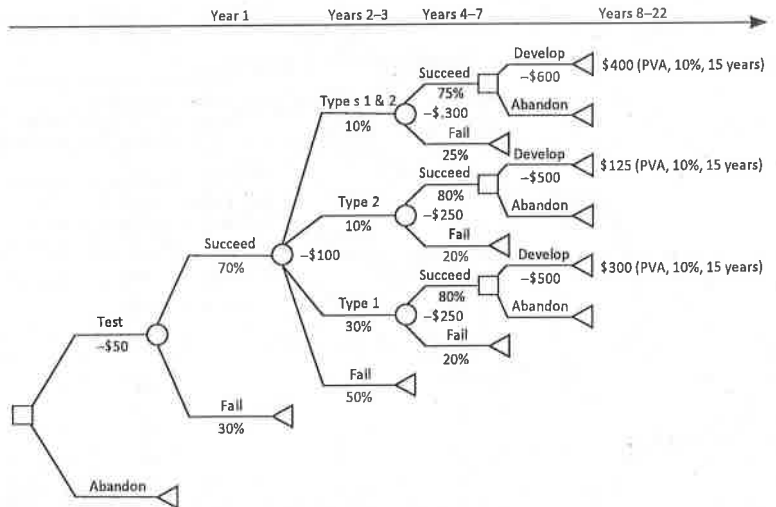 Year 1
Years 2–3
Years 4–7
Years 8–22
Develop
–$600
$400 (PVA, 10%, 15 years)
Succeed
75%
Abandon
Type s 1 & 2
10%
–$.300
Fail
25%
Develop
–$500
$125 (PVA, 10%, 15 years)
Succeed
80%
Abandon
Type 2
10%
–$250
Fail
20%
Succeed
70%
–$100
Develop
–$500
$300 (PVA, 10%, 15 years)
Succeed
80%
Abandon
Type 1
30%
–$250
Fail
20%
Test
–$50
Fail
50%
Fail
30%
Abandon